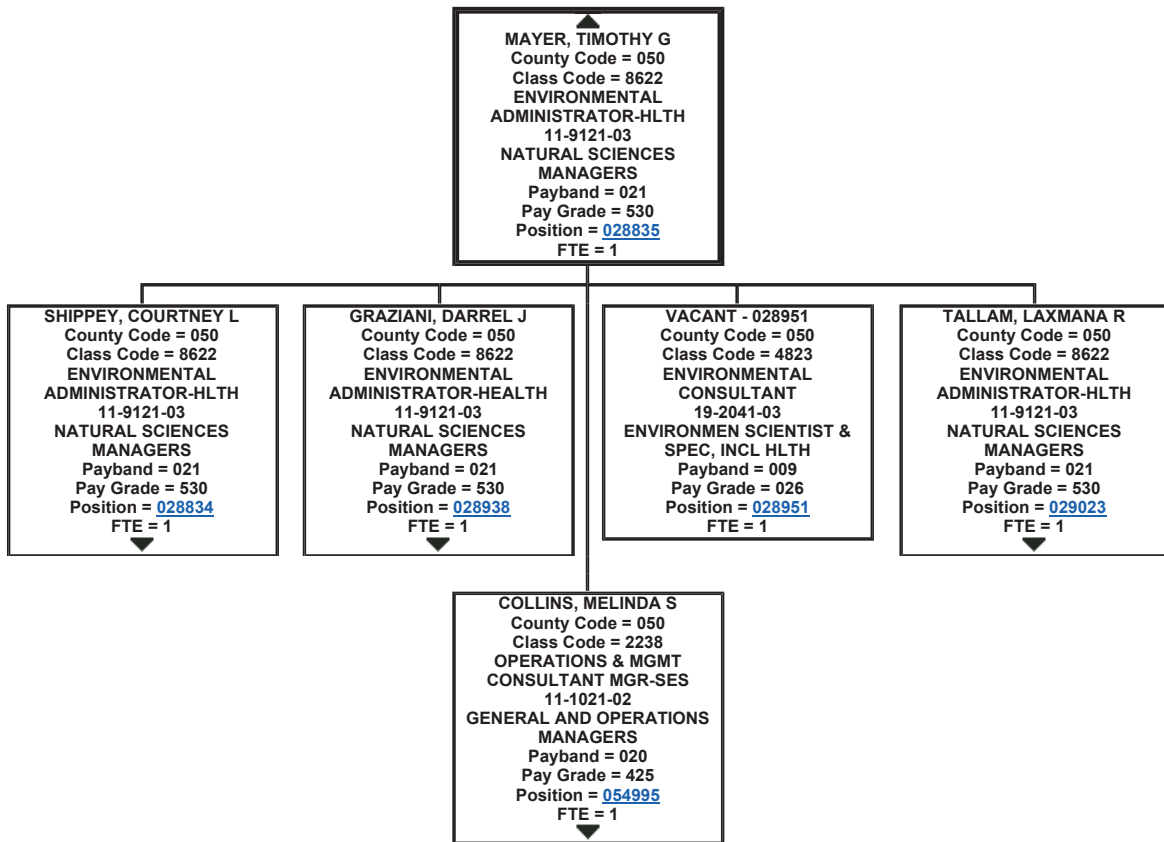 MAYER, TIMOTHY G
County Code = 050
Class Code = 8622
ENVIRONMENTAL
ADMINISTRATOR-HLTH
11-9121-03
NATURAL SCIENCES
MANAGERS
Payband = 021
Pay Grade = 530
Position = 028835
FTE = 1
SHIPPEY, COURTNEY L
County Code = 050
Class Code = 8622
ENVIRONMENTAL
ADMINISTRATOR-HLTH
11-9121-03
NATURAL SCIENCES
MANAGERS
Payband = 021
Pay Grade = 530
Position = 028834
FTE = 1
GRAZIANI, DARREL J
County Code = 050
Class Code = 8622
ENVIRONMENTAL
ADMINISTRATOR-HEALTH
11-9121-03
NATURAL SCIENCES
MANAGERS
Payband = 021
Pay Grade = 530
Position = 028938
FTE = 1
VACANT - 028951
County Code = 050
Class Code = 4823
ENVIRONMENTAL
CONSULTANT
19-2041-03
ENVIRONMEN SCIENTIST &
SPEC, INCL HLTH
Payband = 009
Pay Grade = 026
Position = 028951
FTE = 1
TALLAM, LAXMANA R
County Code = 050
Class Code = 8622
ENVIRONMENTAL
ADMINISTRATOR-HLTH
11-9121-03
NATURAL SCIENCES
MANAGERS
Payband = 021
Pay Grade = 530
Position = 029023
FTE = 1
COLLINS, MELINDA S
County Code = 050
Class Code = 2238
OPERATIONS & MGMT
CONSULTANT MGR-SES
11-1021-02
GENERAL AND OPERATIONS
MANAGERS
Payband = 020
Pay Grade = 425
Position = 054995
FTE = 1